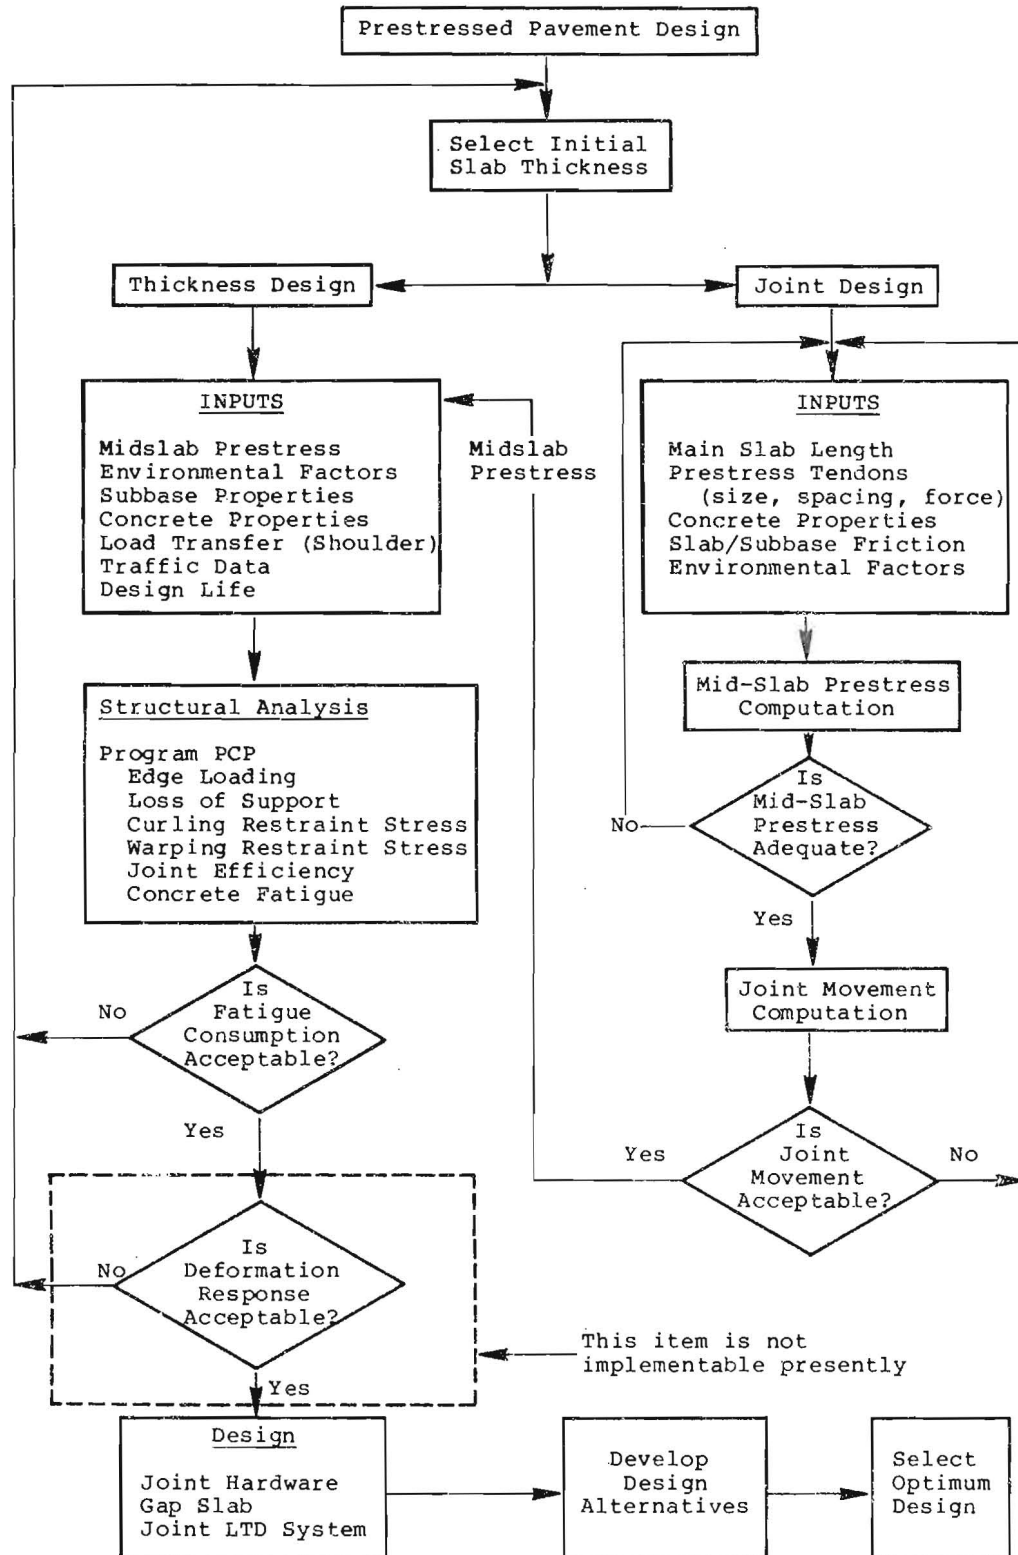 Prestressed Pavement Design
Select Initial
Slab Thickness
Thickness Design
Joint Design
INPUTS
Midslab Prestress
Environmental Factors
Subbase Properties
Concrete Properties
Load Transfer (Shoulder)
Traffic Data
Design Life
Midslab
Prestress
INPUTS
Main Slab Length
Prestress Tendons
(size, spacing, force)
Concrete Properties
Slab/Subbase Friction
Environmental Factors
Structural Analysis
Program PCP
Edge Loading
Loss of Support
Curling Restraint Stress
Warping Restraint Stress
Joint Efficiency
Concrete Fatigue
Mid-Slab Prestress
Computation
Is
Mid-Slab
Prestress
Adequate?
No
Yes
Joint Movement
Computation
Is
Fatigue
Consumption
Acceptable?
No
Yes
Is
Joint
Movement
Acceptable?
Yes
No
Is
Deformation
Response
Acceptable?
No
Yes
This item is not
implementable presently
Design
Joint Hardware
Gap Slab
Joint LTD System
Develop
Design
Alternatives
Select
Optimum
Design